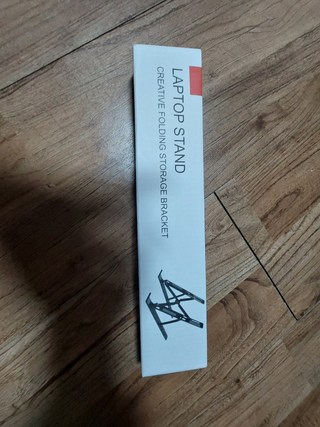 LAPTOP STAND
CREATIVE FOLDING STORAGE BRACKET